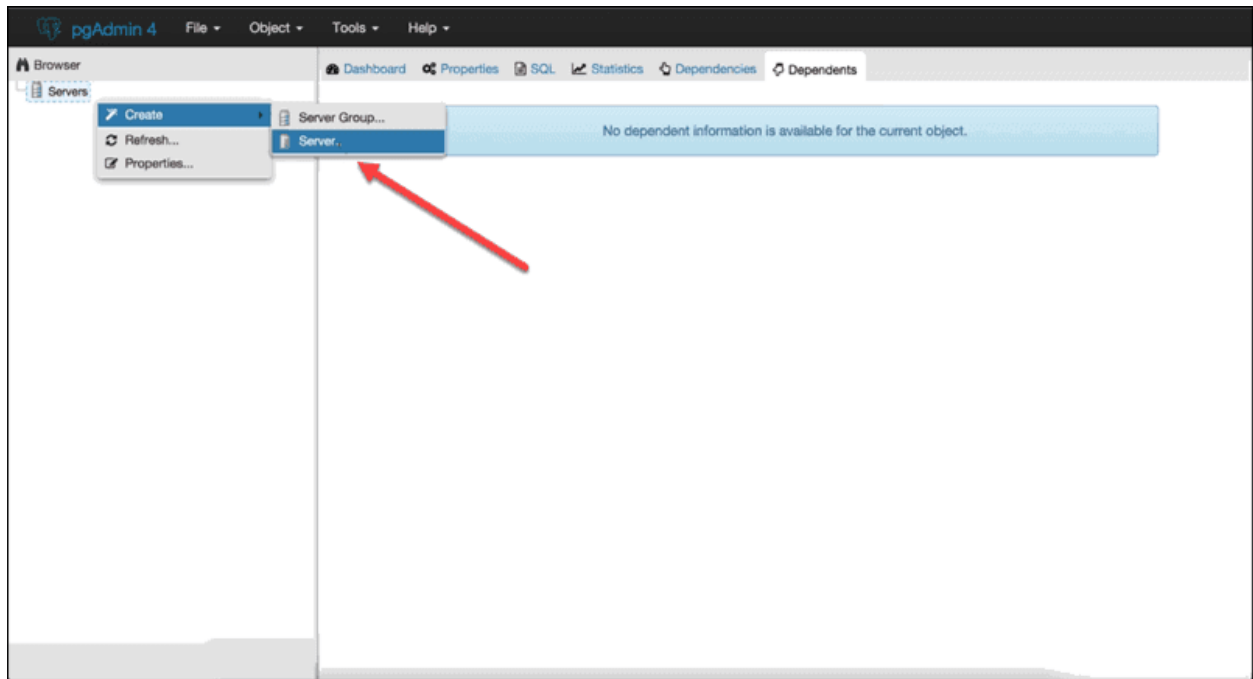 pgAdmin 4 File Object Tools Help
Browser
Dashboard Properties SQL Statistics Dependencies Dependents
Servers
Create
Refresh...
Properties...
Server Group...
Server..
No dependent information is available for the current object.